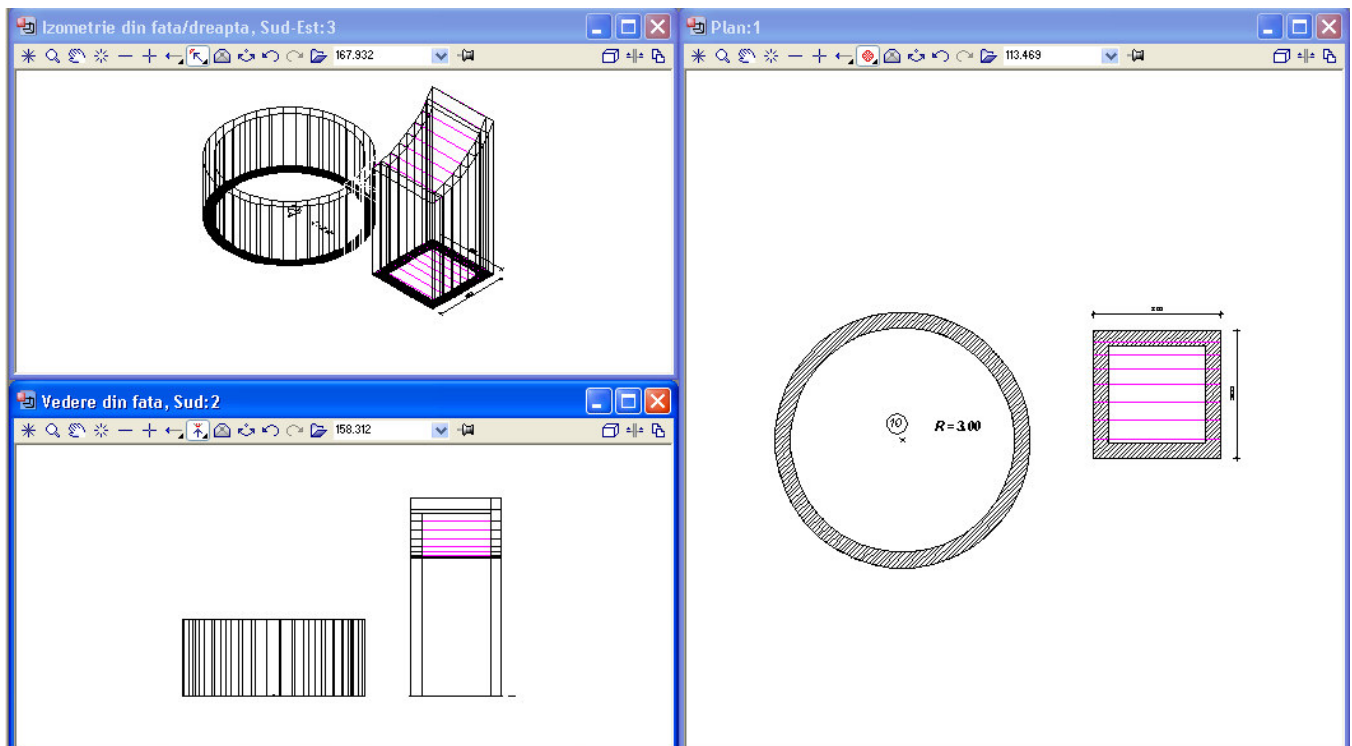 Izometrie din fata/dreapta, Sud-Est:3
167.932
Vedere din fata, Sud:2
158.312
Plan:1
113.469
10
R=3.00